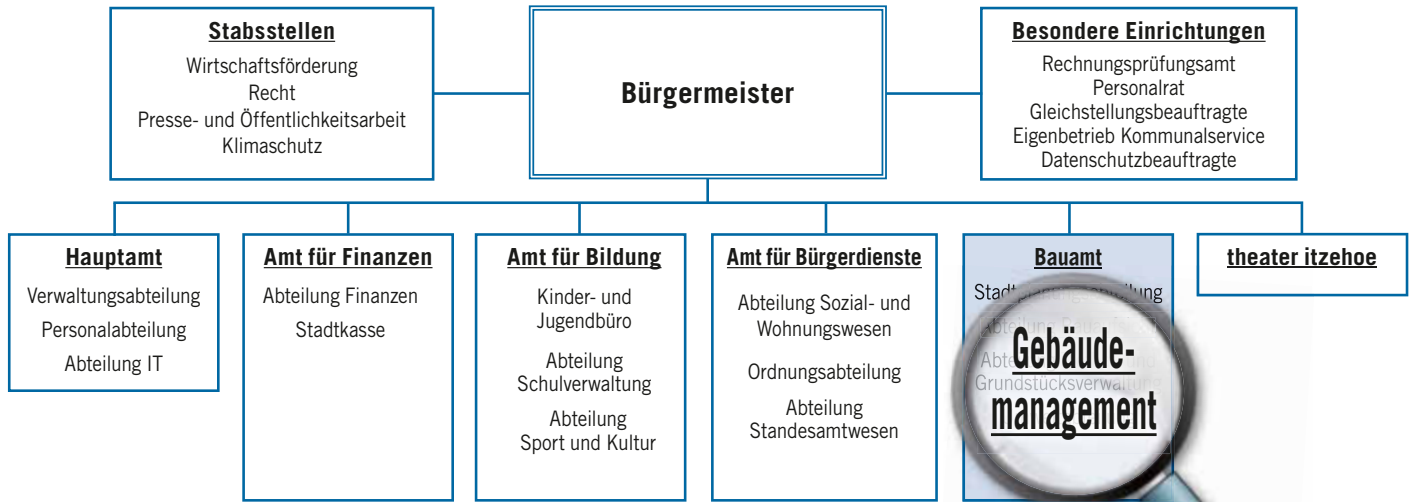 Stabsstellen
Wirtschaftsförderung
Recht
Presse- und Öffentlichkeitsarbeit
Klimaschutz
Bürgermeister
Besondere Einrichtungen
Rechnungsprüfungsamt
Personalrat
Gleichstellungsbeauftragte
Eigenbetrieb Kommunalservice
Datenschutzbeauftragte
Hauptamt
Verwaltungsabteilung
Personalabteilung
Abteilung IT
Amt für Finanzen
Abteilung Finanzen
Stadtkasse
Amt für Bildung
Kinder- und
Jugendbüro
Abteilung
Schulverwaltung
Abteilung
Sport und Kultur
Amt für Bürgerdienste
Abteilung Sozial- und
Wohnungswesen
Ordnungsabteilung
Abteilung
Standesamtwesen
Bauamt
Stadtplanungsabteilung
Grundstücksverwaltung
Gebäude-
management
theater itzehoe